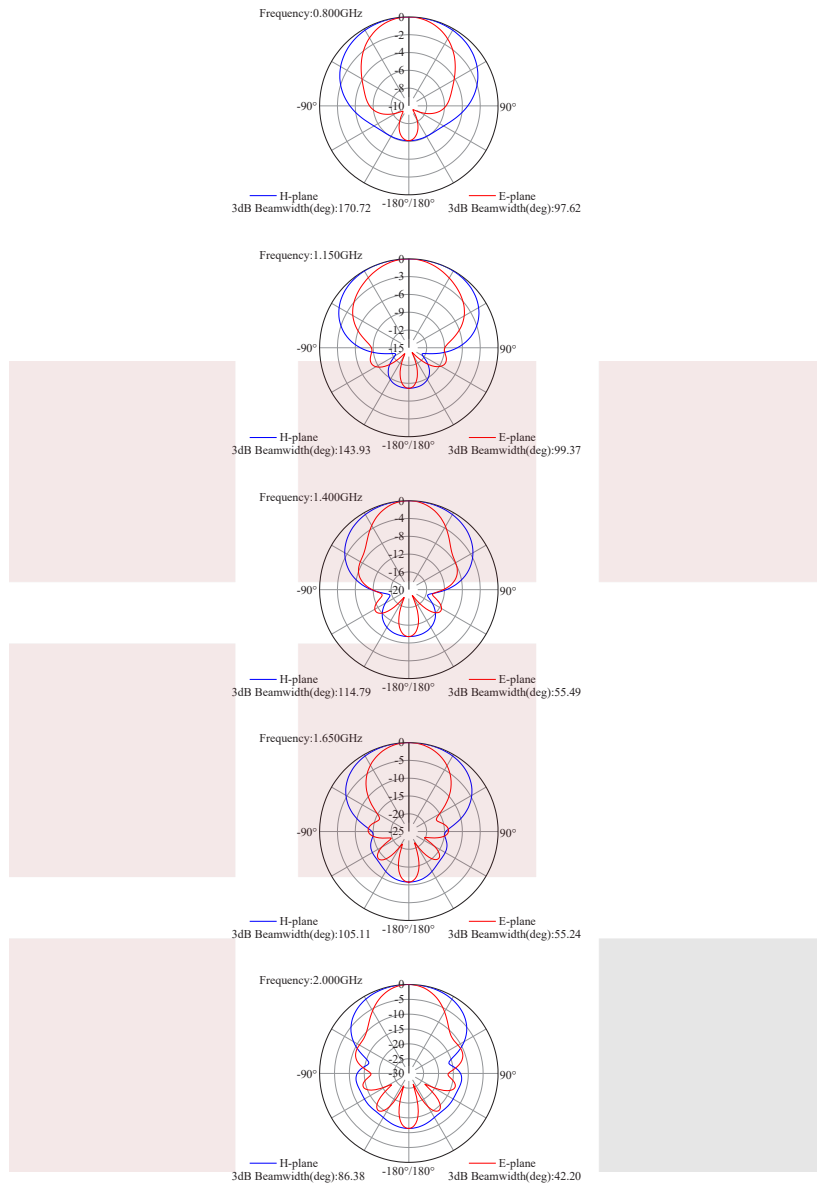 Frequency:0.800GHz
0
-2
-4
-6
-8
-10
-90°
90°
-180°/180°
H-plane
E-plane
3dB Beamwidth(deg):170.72
3dB Beamwidth(deg):97.62
Frequency:1.150GHz
0
-3
-6
-9
-12
-15
-90°
90°
-180°/180°
H-plane
E-plane
3dB Beamwidth(deg):143.93
3dB Beamwidth(deg):99.37
Frequency:1.400GHz
0
-4
-8
-12
-16
-20
-90°
90°
-180°/180°
H-plane
E-plane
3dB Beamwidth(deg):114.79
3dB Beamwidth(deg):55.49
Frequency:1.650GHz
0
-5
-10
-15
-20
-25
-90°
90°
-180°/180°
H-plane
E-plane
3dB Beamwidth(deg):105.11
3dB Beamwidth(deg):55.24
Frequency:2.000GHz
0
-5
-10
-15
-20
-25
-30
-90°
90°
-180°/180°
H-plane
E-plane
3dB Beamwidth(deg):86.38
3dB Beamwidth(deg):42.20